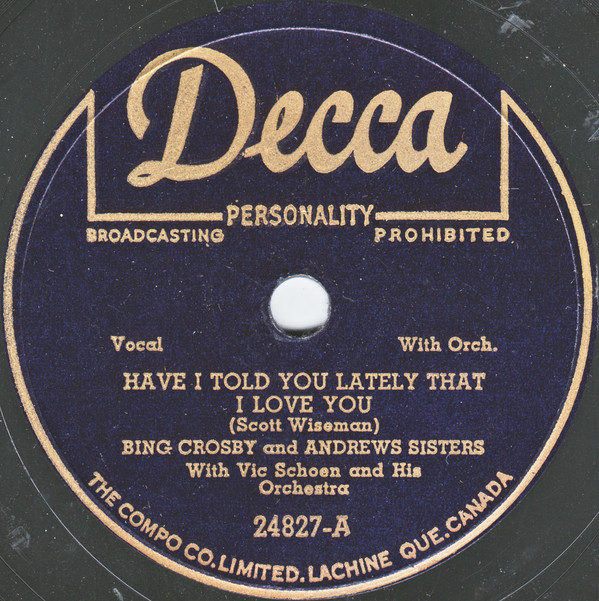 Decca
PERSONALITY
BROADCASTING PROHIBITED
Vocal With Orch.
HAVE I TOLD YOU LATELY THAT
I LOVE YOU
(Scott Wiseman)
BING CROSBY and ANDREWS SISTERS
With Vic Schoen and His
Orchestra
24827-A
THE COMPO CO. LIMITED. LACHINE QUE. CANADA